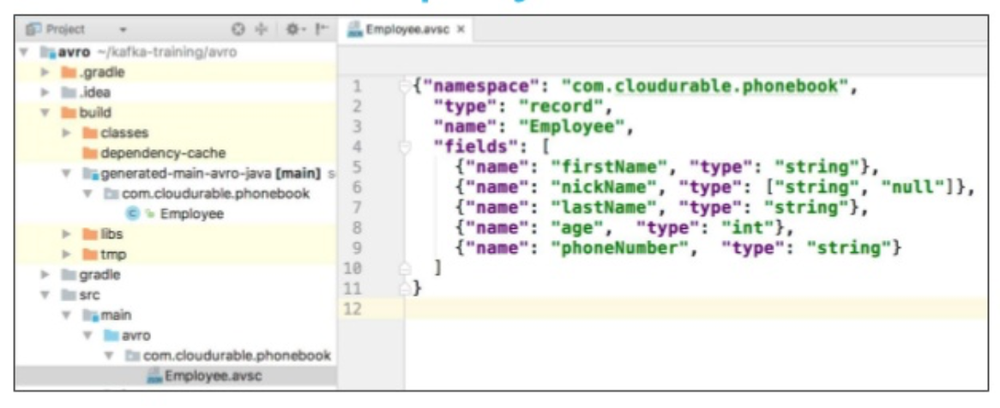 Project
avro ~/kafka-training/avro
.gradle
.idea
build
classes
dependency-cache
generated-main-avro-java [main] s
com.cloudurable.phonebook
Employee
libs
tmp
gradle
src
main
avro
com.cloudurable.phonebook
Employee.avsc
Employee.avsc ×
1 {"namespace": "com.cloudurable.phonebook",
2 "type": "record",
3 "name": "Employee",
4 "fields": [
5 {"name": "firstName", "type": "string"},
6 {"name": "nickName", "type": ["string", "null"]},
7 {"name": "lastName", "type": "string"},
8 {"name": "age",  "type": "int"},
9 {"name": "phoneNumber",  "type": "string"}
10 ]
11 }
12